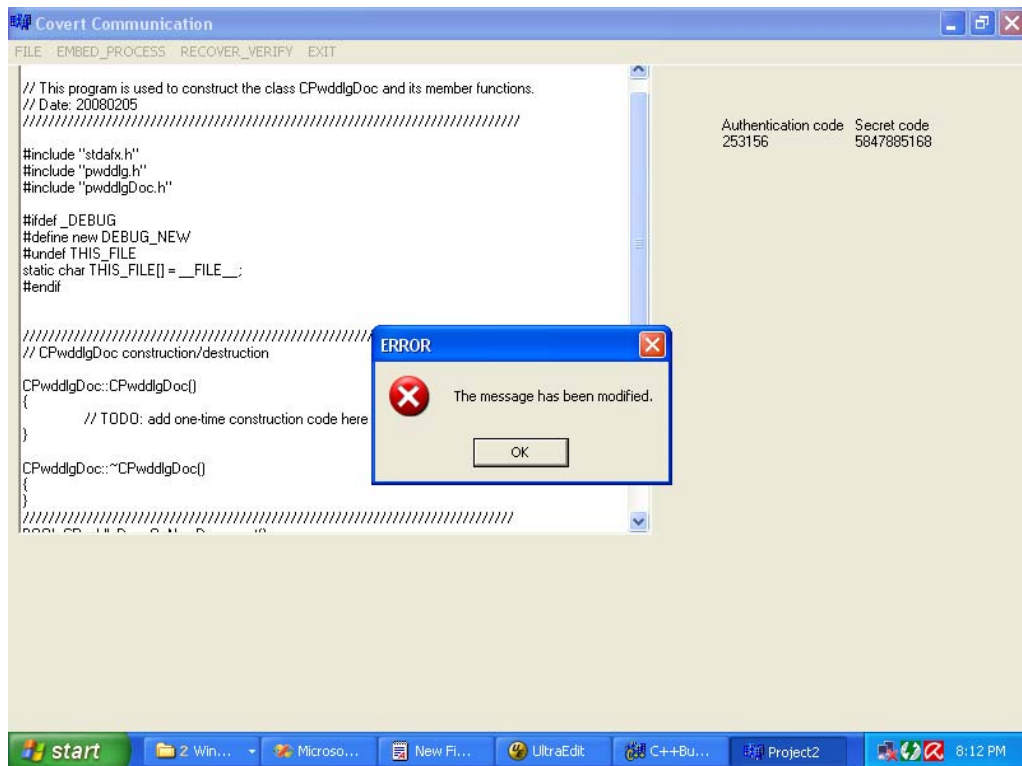 Covert Communication
FILE EMBED_PROCESS RECOVER_VERIFY EXIT
// This program is used to construct the class CPwddlgDoc and its member functions.
// Date: 20080205
/////////////////////////////////////////////////////////////////////////////
#include "stdafx.h"
#include "pwddlg.h"
#include "pwddlgDoc.h"
#ifdef _DEBUG
#define new DEBUG_NEW
#undef THIS_FILE
static char THIS_FILE[] = __FILE__;
#endif
//////////////////////////////////////////////////////
// CPwddlgDoc construction/destruction
CPwddlgDoc::CPwddlgDoc()
{
// TODO: add one-time construction code here
}
CPwddlgDoc::~CPwddlgDoc()
{
}
////////////////////////////////////////////////////////////////////////////
Authentication code Secret code
253156 5847885168
ERROR
The message has been modified.
OK
start 2 Win... Microso... New Fi... UltraEdit C++Bu... Project2 8:12 PM